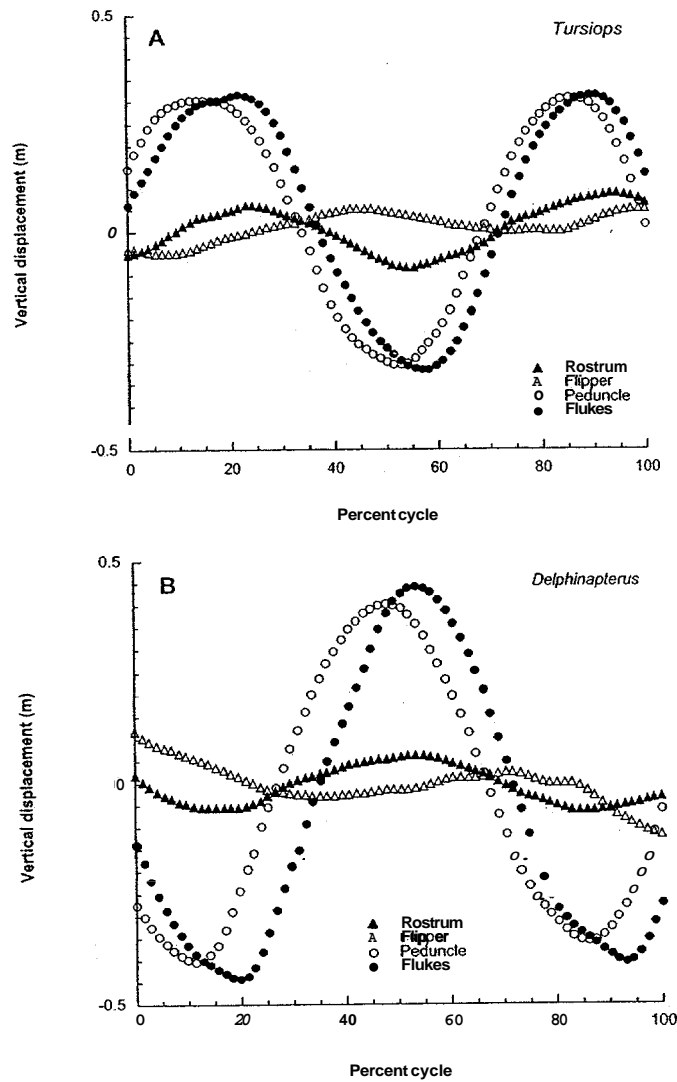 0.5
A
Tursiops
Vertical displacement (m)
0
Rostrum
Flipper
Peduncle
Flukes
-0.5
0 20 40 60 80 100
Percent cycle
0.5
B
Delphinapterus
Vertical displacement (m)
0
Rostrum
Flipper
Peduncle
Flukes
-0.5
0 20 40 60 80 100
Percent cycle